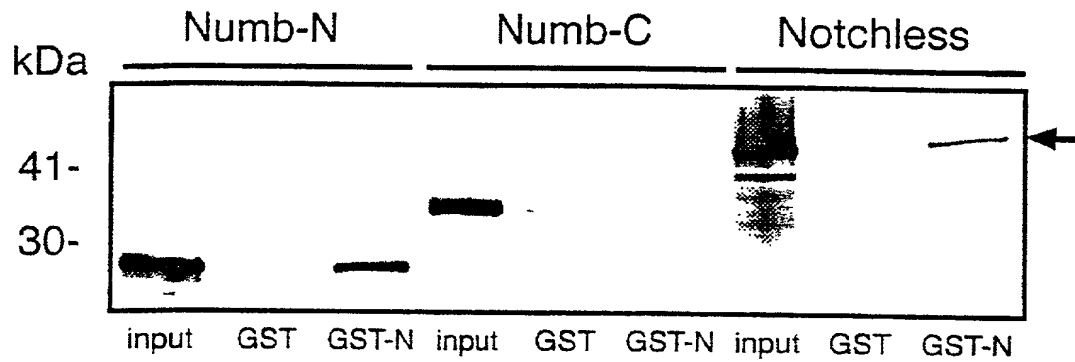 Numb-N Numb-C Notchless
kDa
41-
30-
input GST GST-N input GST GST-N input GST GST-N